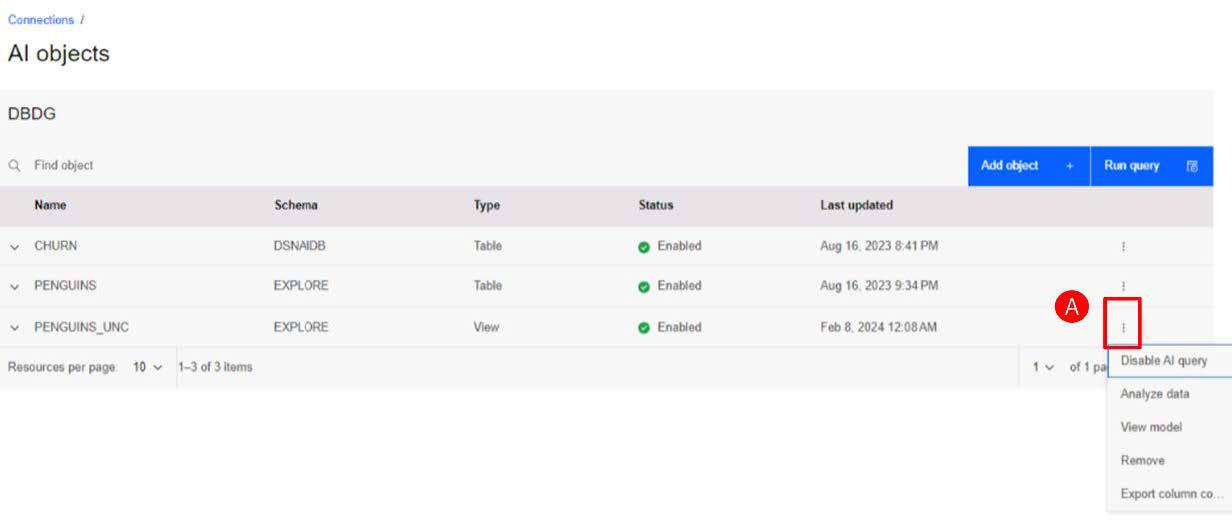 Connections /
AI objects
DBDG
Find object
Add object +
Run query
Name Schema Type Status Last updated
CHURN DSNAIDB Table Enabled Aug 16, 2023 8:41 PM
PENGUINS EXPLORE Table Enabled Aug 16, 2023 9:34 PM
A
PENGUINS_UNC EXPLORE View Enabled Feb 8, 2024 12:08 AM
Resources per page: 10 1–3 of 3 items 1 of 1 pa
Disable AI query
Analyze data
View model
Remove
Export column co...